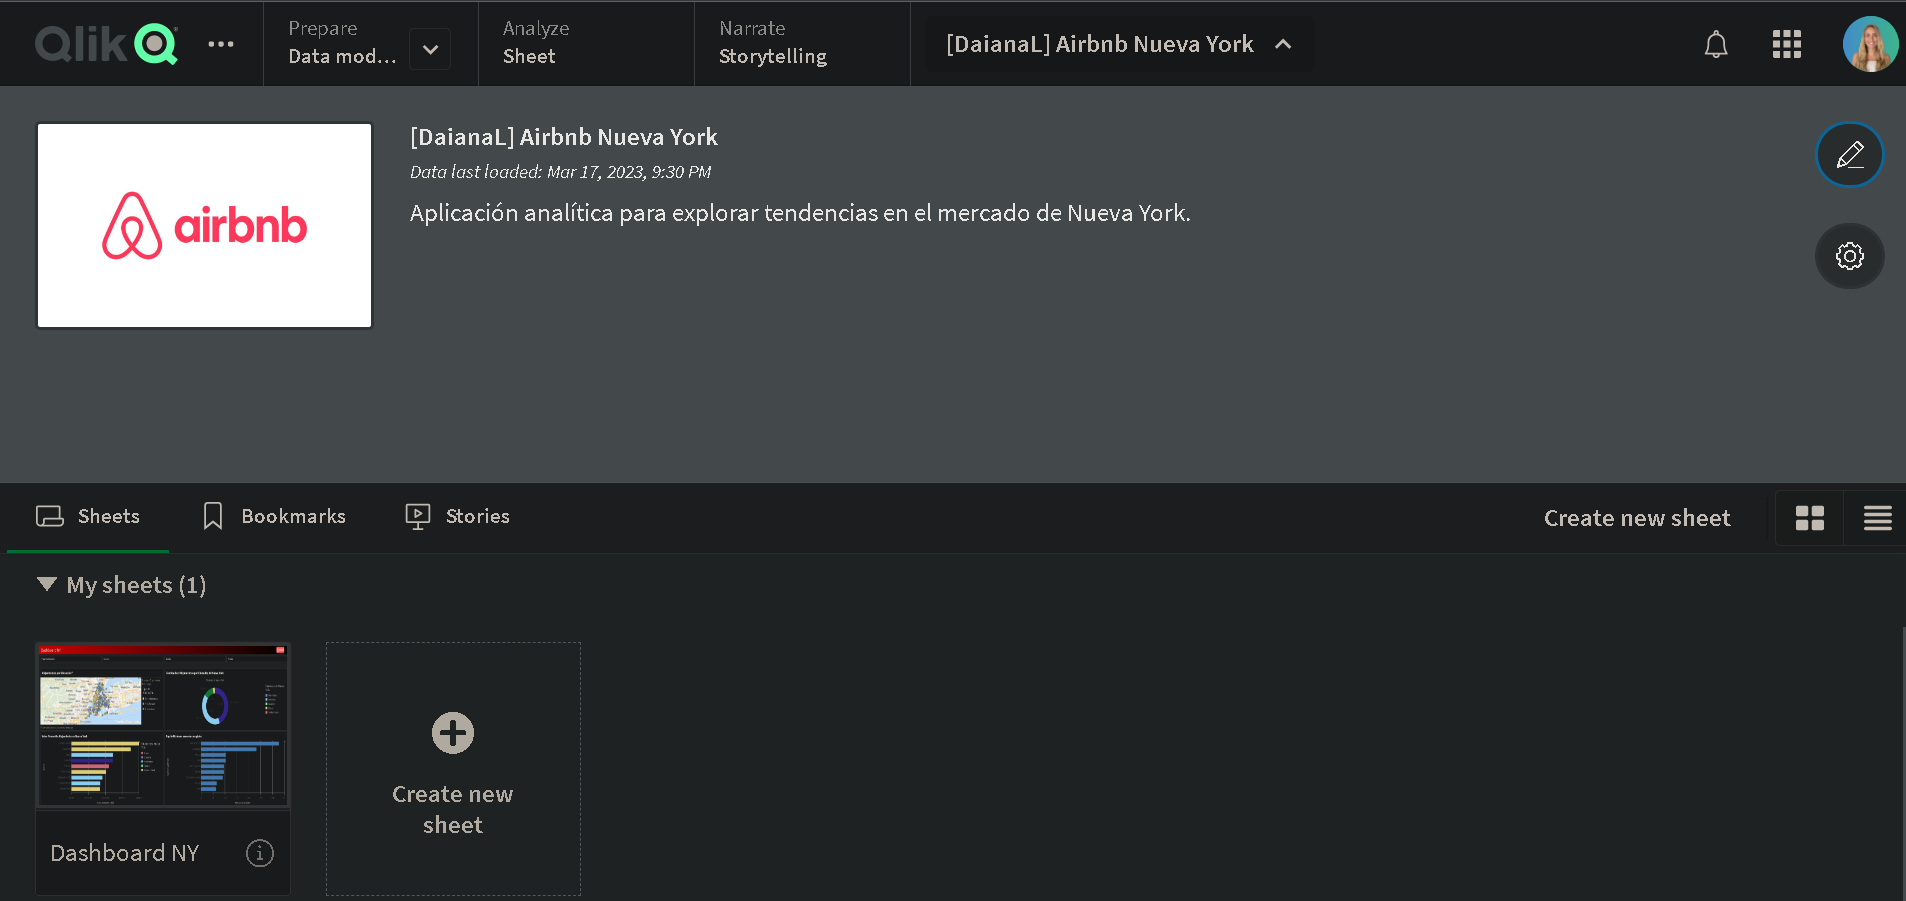 Qlik
Prepare
Data mod...
Analyze
Sheet
Narrate
Storytelling
[DaianaL] Airbnb Nueva York
airbnb
[DaianaL] Airbnb Nueva York
Data last loaded: Mar 17, 2023, 9:30 PM
Aplicación analítica para explorar tendencias en el mercado de Nueva York.
Sheets
Bookmarks
Stories
Create new sheet
My sheets (1)
Dashboard NY
Create new
sheet